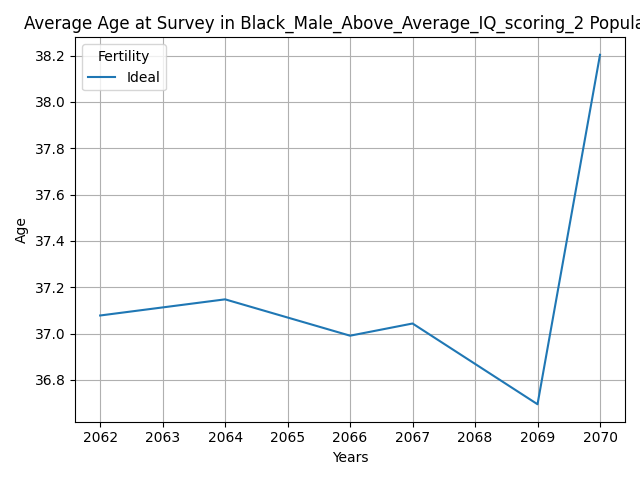 Average Age at Survey in Black_Male_Above_Average_IQ_scoring_2 Popula
Fertility
Ideal
38.2
38.0
37.8
37.6
37.4
37.2
37.0
36.8
Age
2062 2063 2064 2065 2066 2067 2068 2069 2070
Years